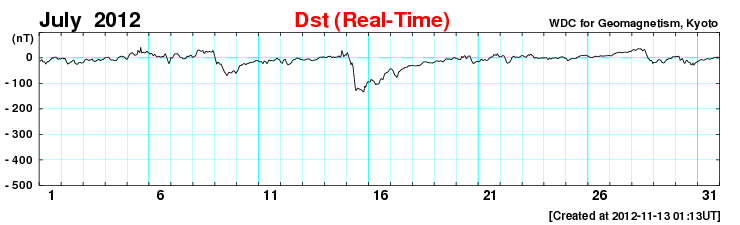 July 2012 Dst (Real-Time) WDC for Geomagnetism, Kyoto
(nT)
0
- 100
- 200
- 300
- 400
- 500
1 6 11 16 21 26 31
[Created at 2012-11-13 01:13UT]